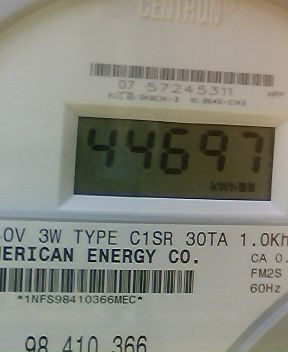 CENTRON
07 57245311
44697
kWh
0V 3W TYPE C1SR 30TA 1.0Kh
MERICAN ENERGY CO.
CA 0.
FM2S
60Hz
*1NFS98410366MEC*
98 410 366